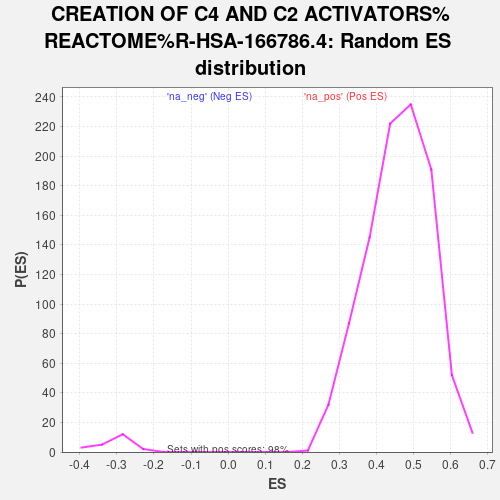 CREATION OF C4 AND C2 ACTIVATORS%
REACTOME%R-HSA-166786.4: Random ES
distribution
'na_neg' (Neg ES)
'na_pos' (Pos ES)
240
220
200
180
160
140
120
100
80
60
40
20
0
P(ES)
Sets with pos scores: 98%
-0.4 -0.3 -0.2 -0.1 0.0 0.1 0.2 0.3 0.4 0.5 0.6 0.7
ES